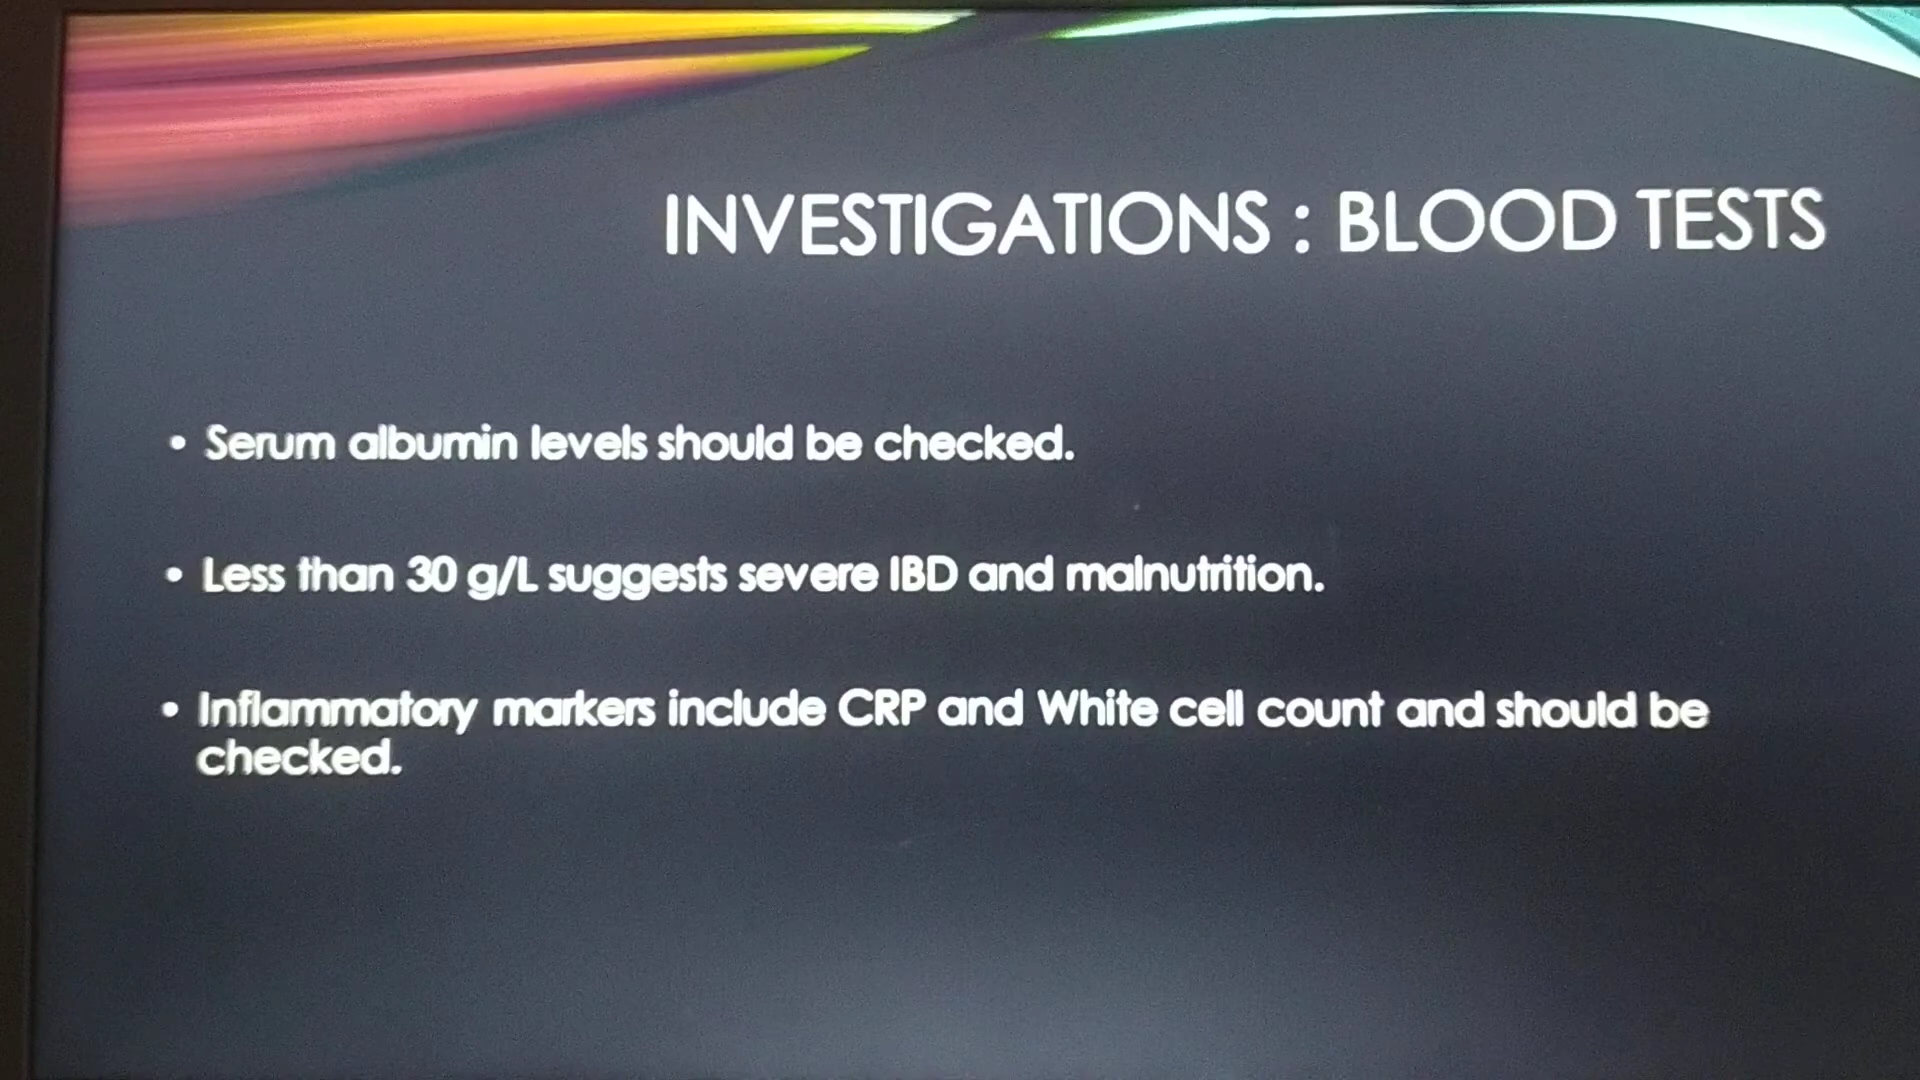 INVESTIGATIONS : BLOOD TESTS
• Serum albumin levels should be checked.
• Less than 30 g/L suggests severe IBD and malnutrition.
• Inflammatory markers include CRP and White cell count and should be
checked.